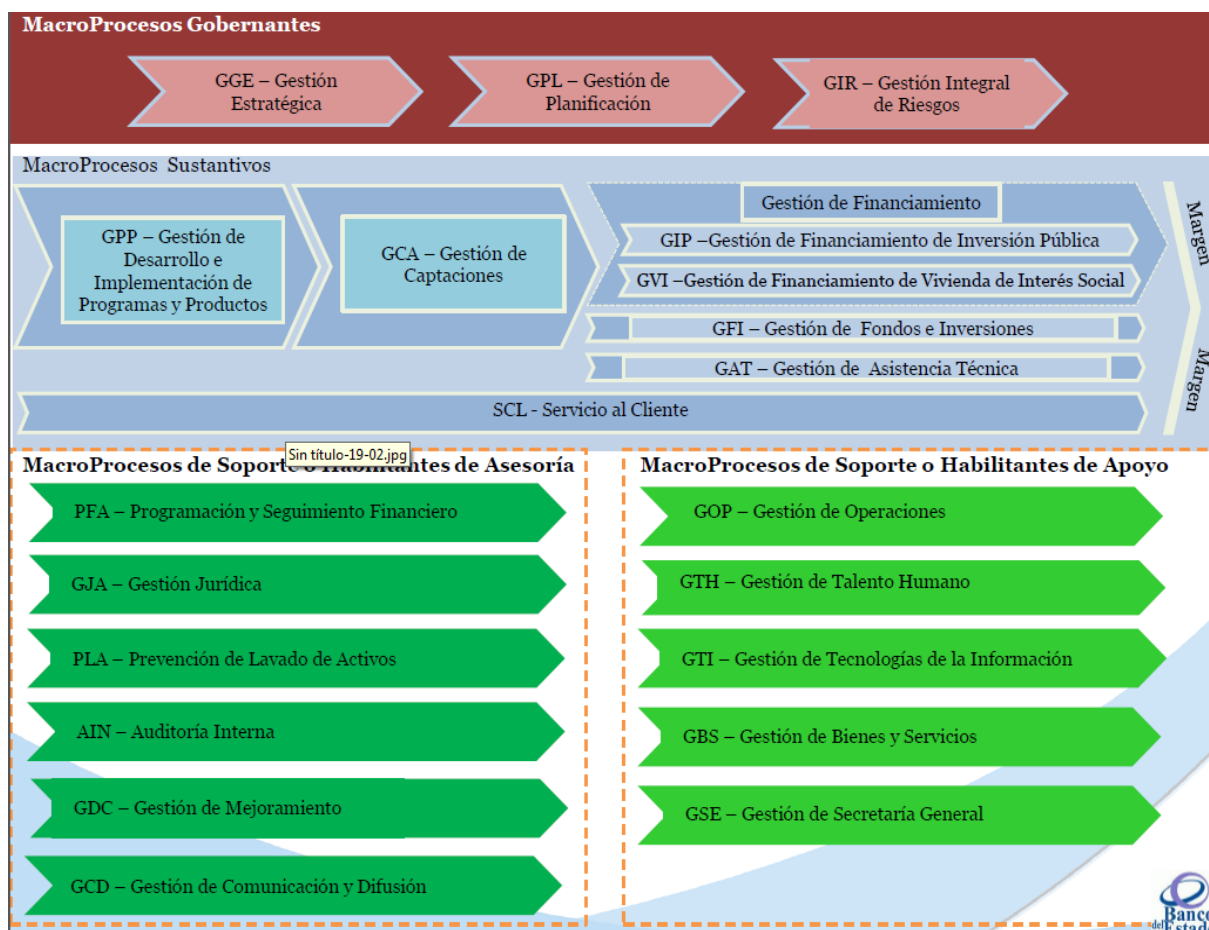 MacroProcesos Gobernantes
GGE – Gestión
Estratégica
GPL – Gestión de
Planificación
GIR – Gestión Integral
de Riesgos
MacroProcesos Sustantivos
GPP – Gestión de
Desarrollo e
Implementación de
Programas y Productos
GCA – Gestión de
Captaciones
Gestión de Financiamiento
GIP –Gestión de Financiamiento de Inversión Pública
GVI –Gestión de Financiamiento de Vivienda de Interés Social
GFI – Gestión de Fondos e Inversiones
GAT – Gestión de Asistencia Técnica
Margen
Margen
SCL - Servicio al Cliente
Sin título-19-02.jpg
MacroProcesos de Soporte o Habilitantes de Asesoría
PFA – Programación y Seguimiento Financiero
GJA – Gestión Jurídica
PLA – Prevención de Lavado de Activos
AIN – Auditoría Interna
GDC – Gestión de Mejoramiento
GCD – Gestión de Comunicación y Difusión
MacroProcesos de Soporte o Habilitantes de Apoyo
GOP – Gestión de Operaciones
GTH – Gestión de Talento Humano
GTI – Gestión de Tecnologías de la Información
GBS – Gestión de Bienes y Servicios
GSE – Gestión de Secretaría General
Banco
del Estado